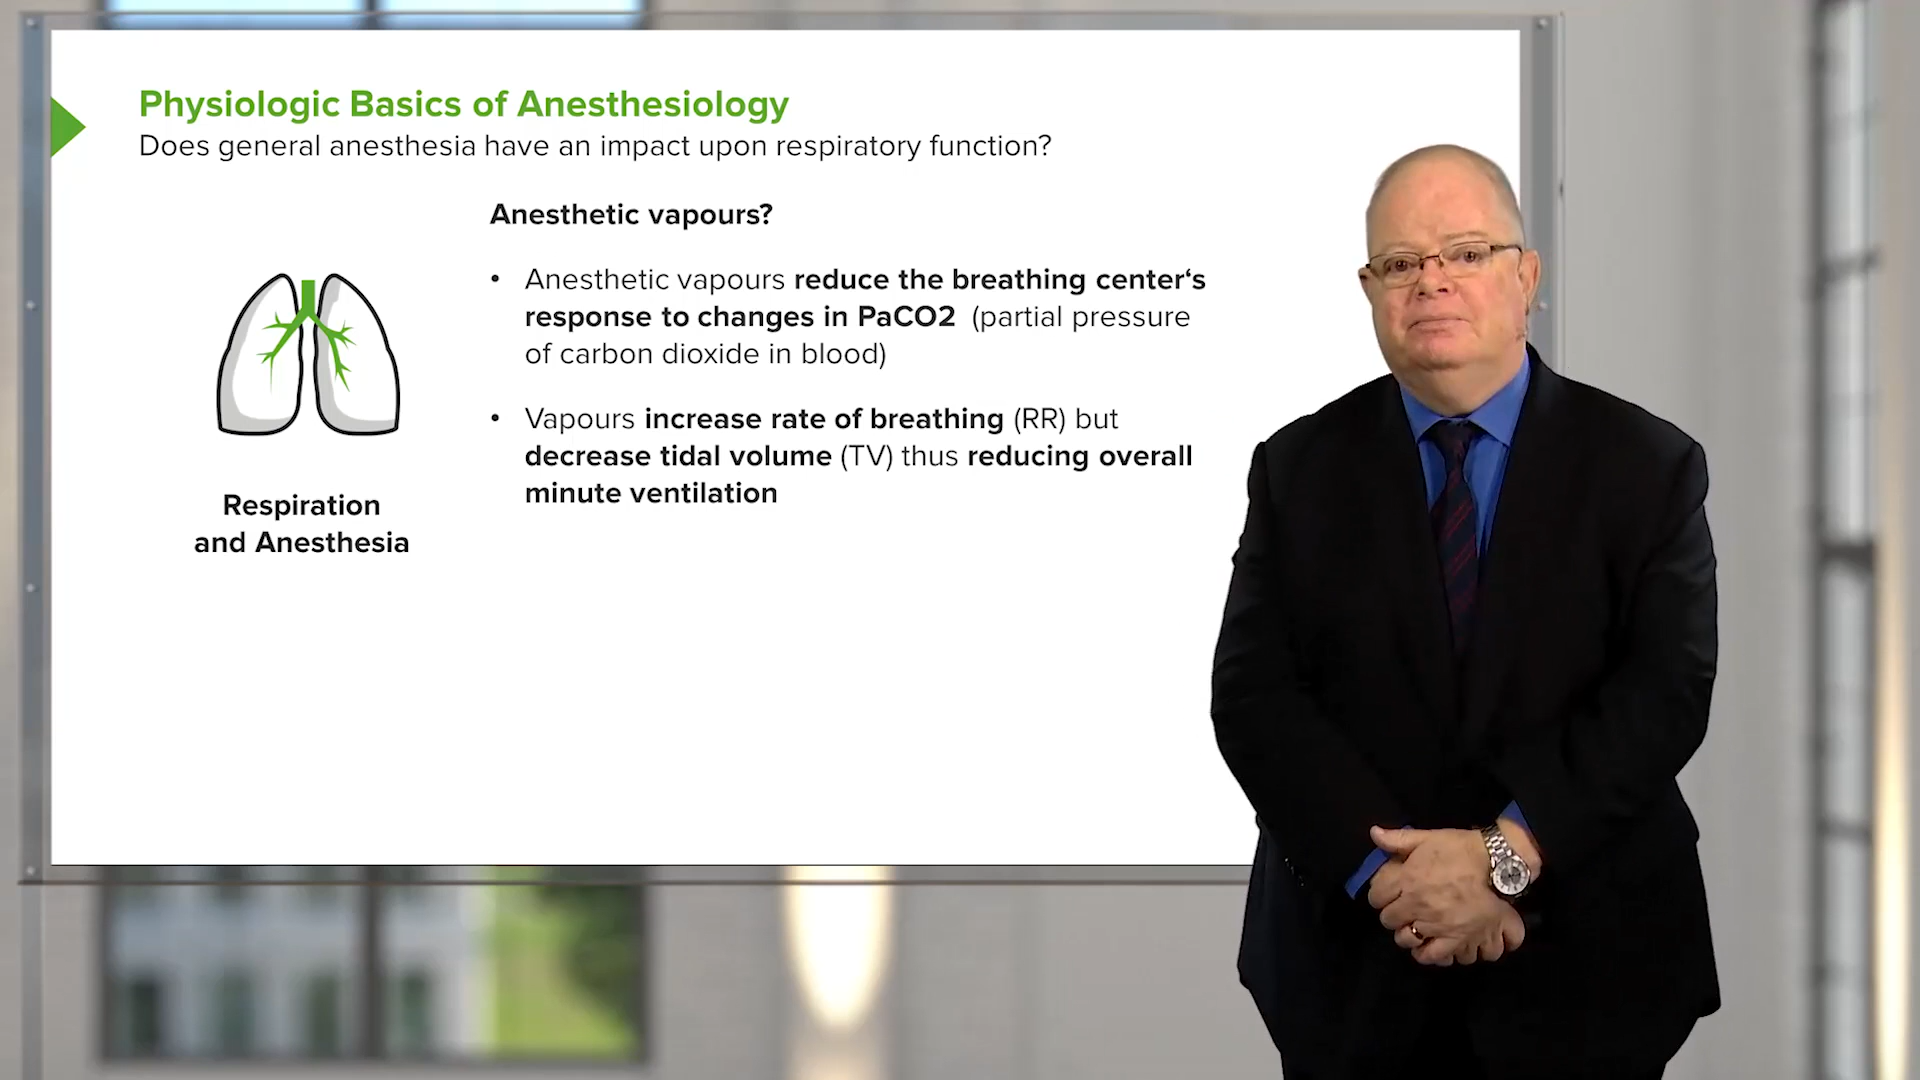 Physiologic Basics of Anesthesiology
Does general anesthesia have an impact upon respiratory function?
Anesthetic vapours?
• Anesthetic vapours reduce the breathing center‘s
response to changes in PaCO2 (partial pressure
of carbon dioxide in blood)
• Vapours increase rate of breathing (RR) but
decrease tidal volume (TV) thus reducing overall
minute ventilation
Respiration
and Anesthesia